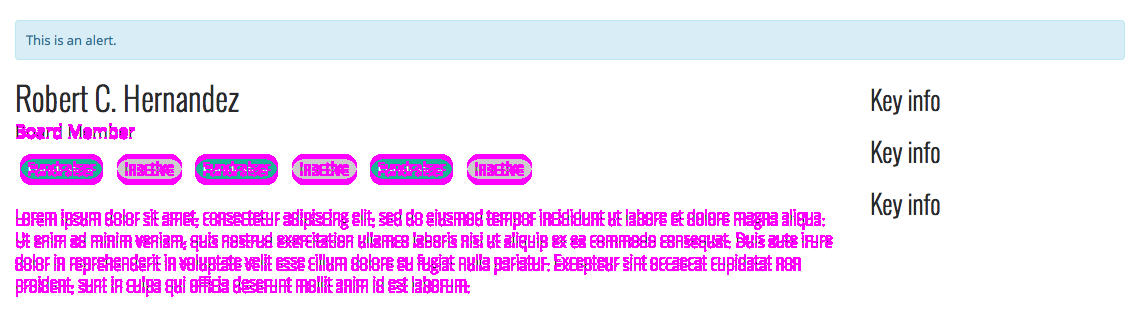 This is an alert.
Robert C. Hernandez
Key info
Board Member
Key info
Inactive Inactive Inactive
Key info
Lorem ipsum dolor sit amet, consectetur adipiscing elit, sed do eiusmod tempor incididunt ut labore et dolore magna aliqua.
Ut enim ad minim veniam, quis nostrud exercitation ullamco laboris nisi ut aliquip ex ea commodo consequat. Duis aute irure
dolor in reprehenderit in voluptate velit esse cillum dolore eu fugiat nulla pariatur. Excepteur sint occaecat cupidatat non
proident, sunt in culpa qui officia deserunt mollit anim id est laborum.